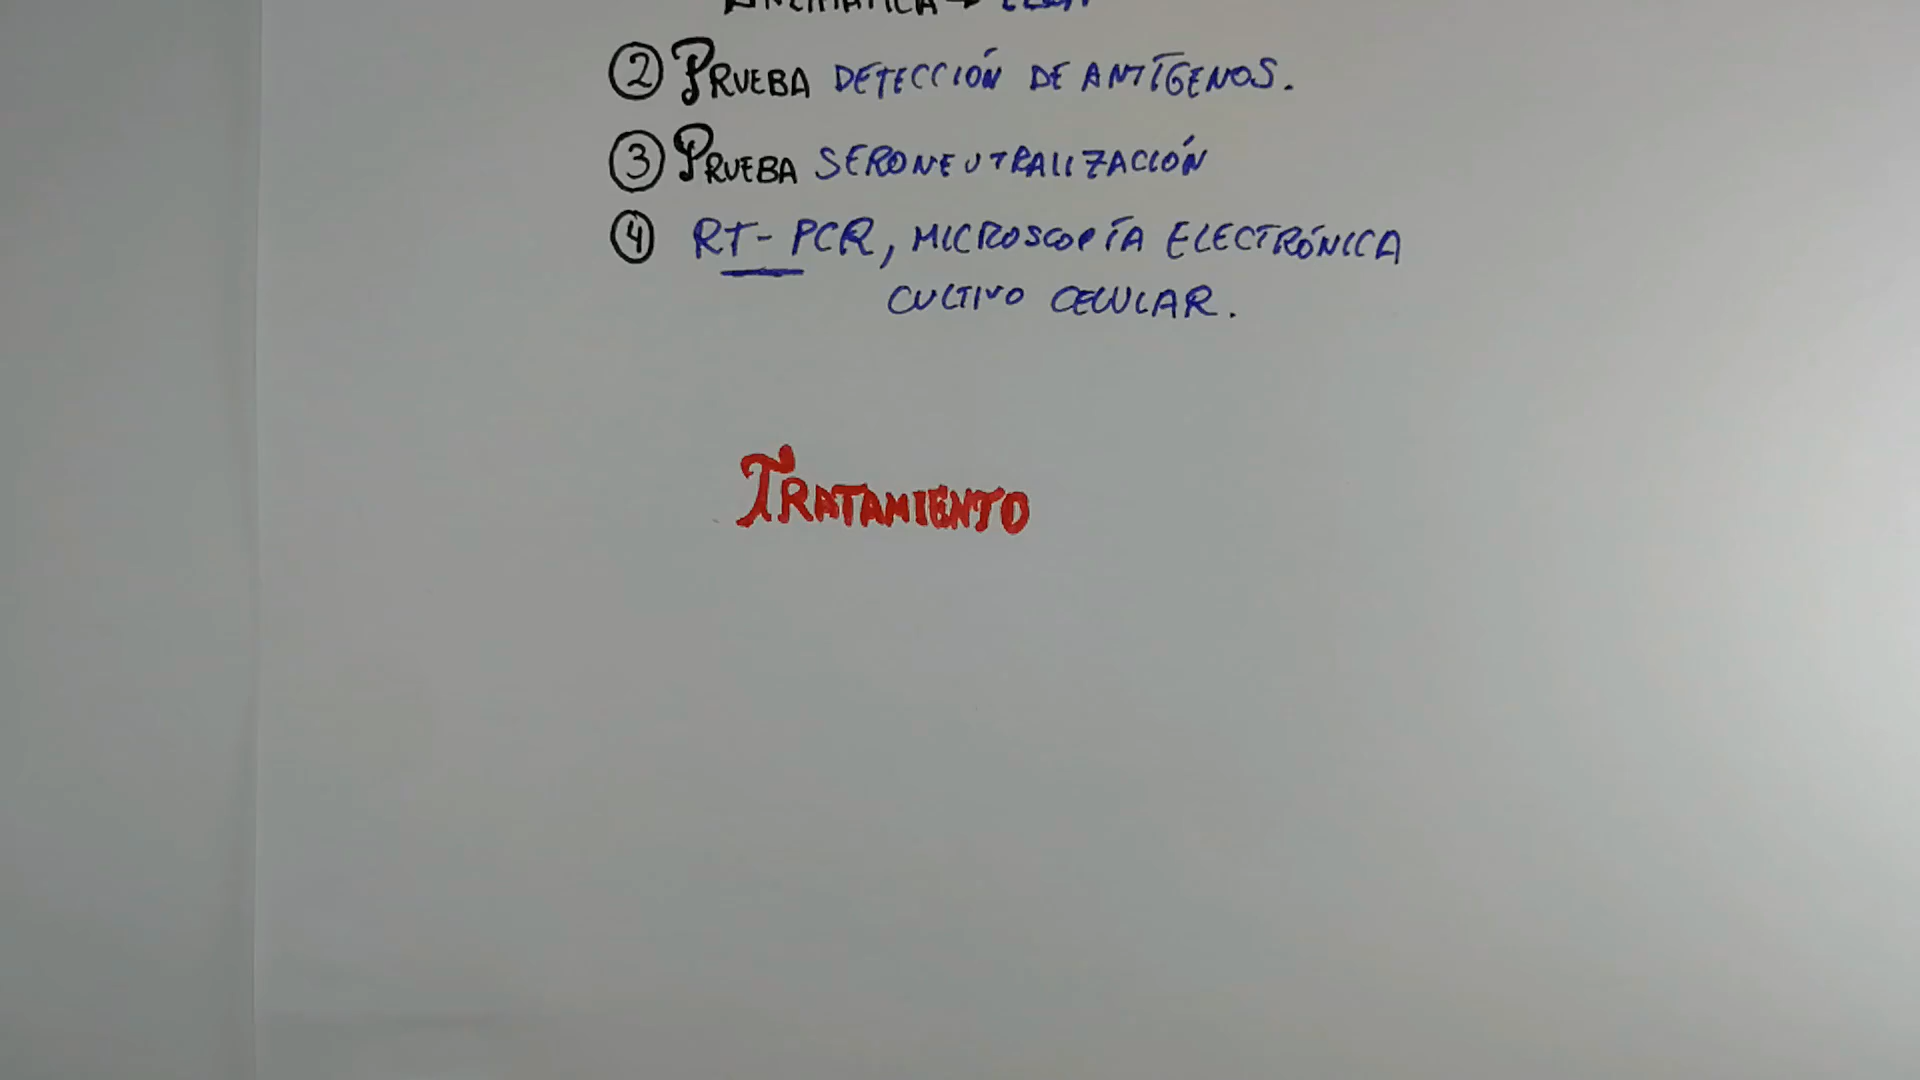 ② PRUEBA DETECCIÓN DE ANTÍGENOS.
③ PRUEBA SERONEUTRALIZACIÓN
④ RT-PCR, MICROSCOPÍA ELECTRÓNICA
CULTIVO CELULAR.
TRATAMIENTO